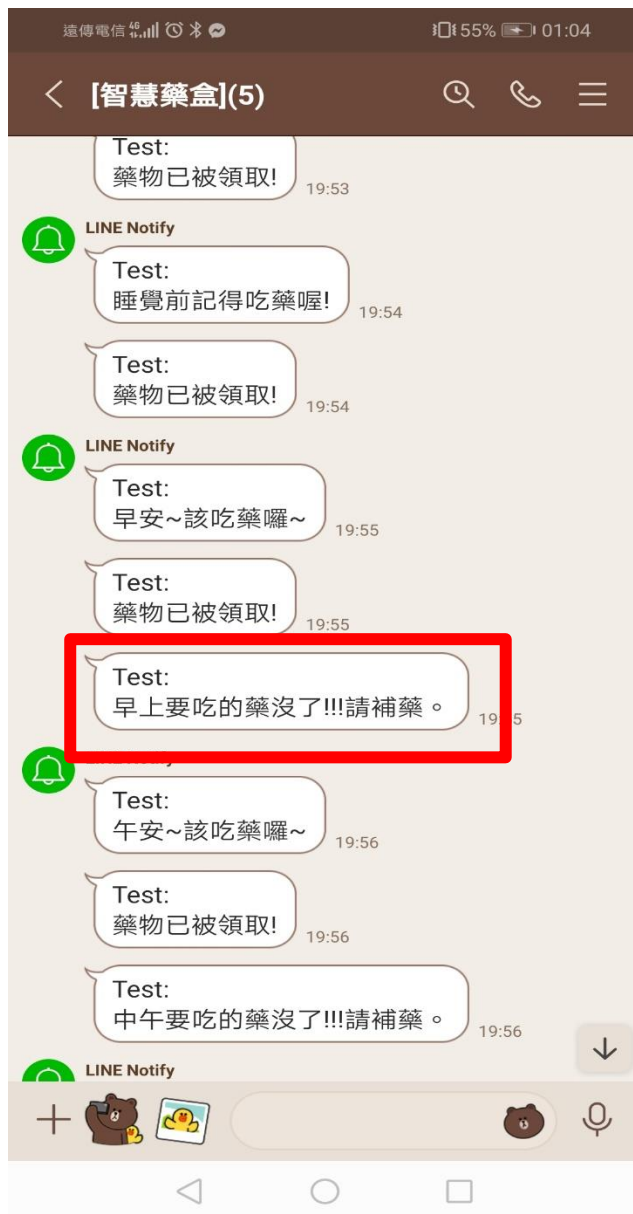 遠傳電信 46 55% 01:04
[智慧藥盒](5)
Test:
藥物已被領取!
19:53
LINE Notify
Test:
睡覺前記得吃藥喔!
19:54
Test:
藥物已被領取!
19:54
LINE Notify
Test:
早安~該吃藥囉~
19:55
Test:
藥物已被領取!
19:55
Test:
早上要吃的藥沒了!!!請補藥。
Test:
午安~該吃藥囉~
19:56
Test:
藥物已被領取!
19:56
Test:
中午要吃的藥沒了!!!請補藥。
19:56
LINE Notify